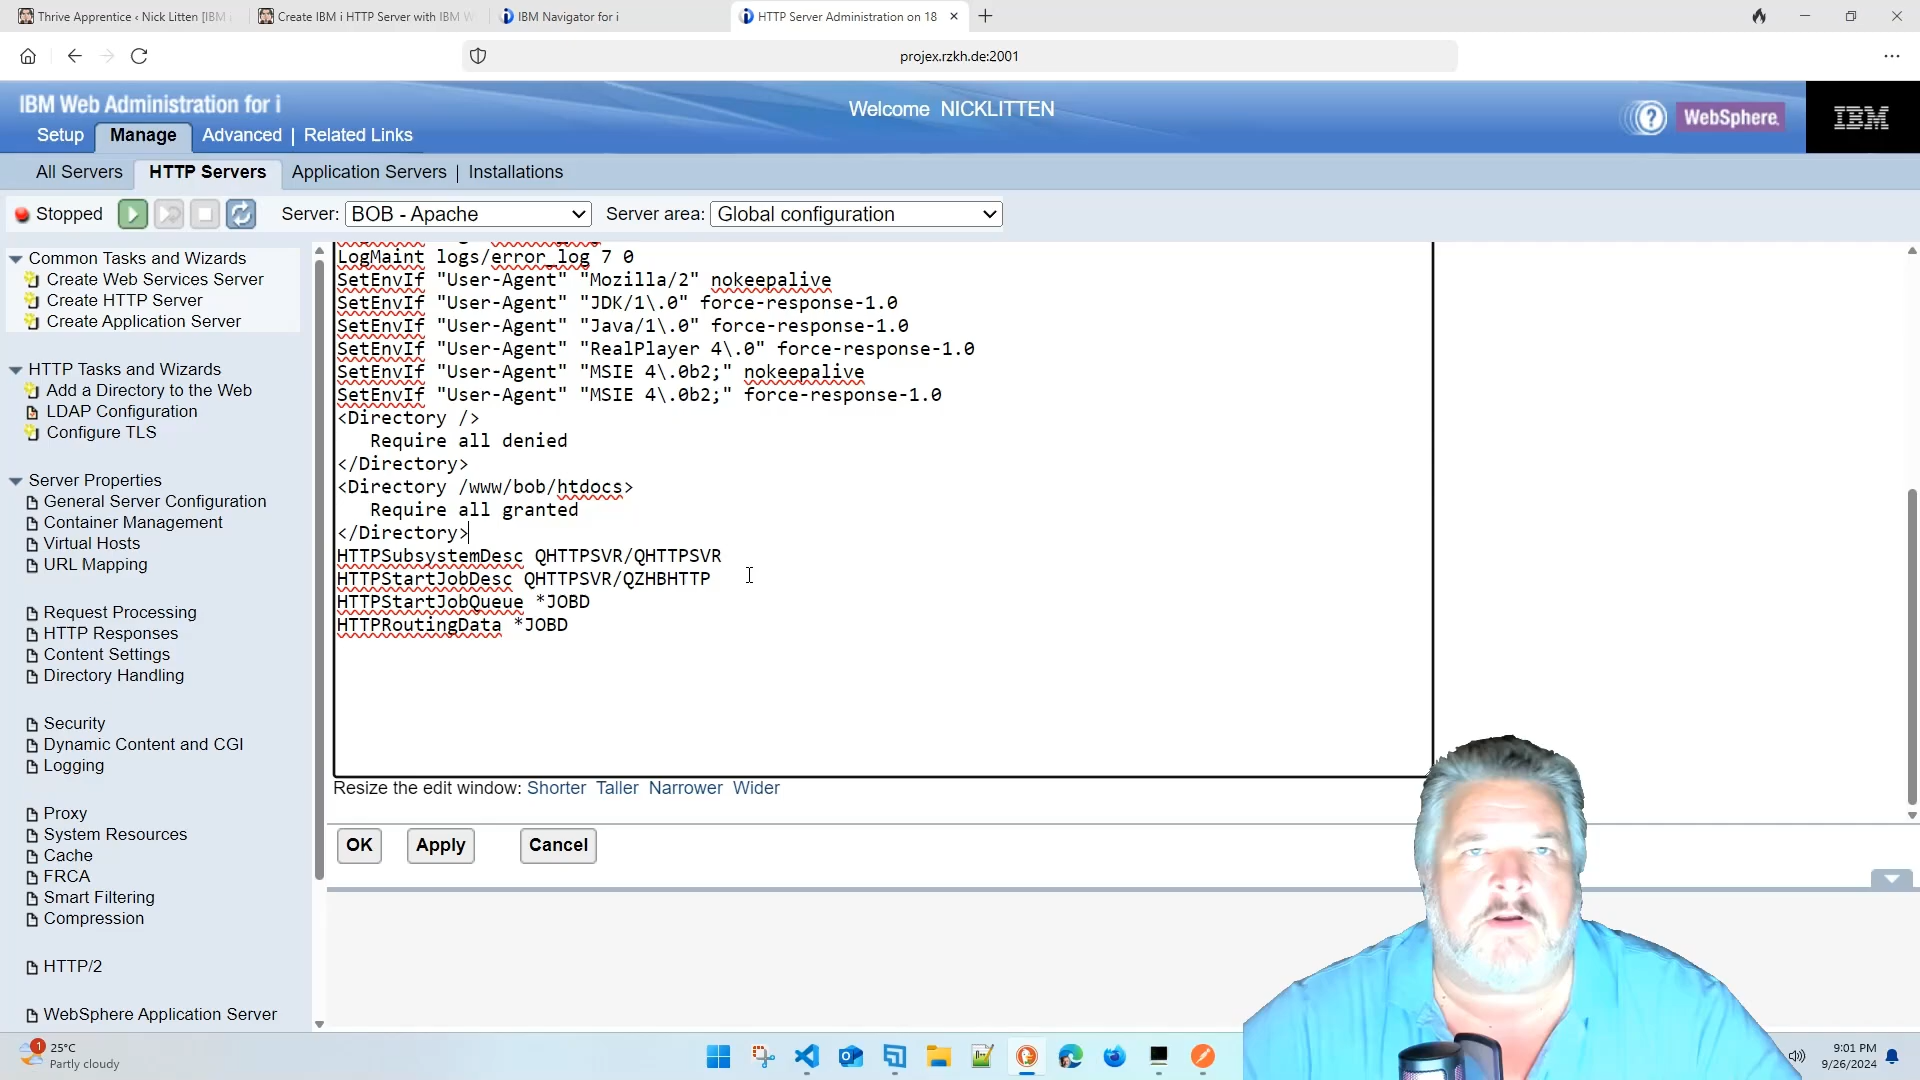 Thrive Apprentice ‹ Nick Litten [IBM
Create IBM i HTTP Server with IBM W
IBM Navigator for i
HTTP Server Administration on 18
projex.rzkh.de:2001
IBM Web Administration for i
Welcome NICKLITTEN
WebSphere.
IBM
Setup
Manage
Advanced
Related Links
All Servers
HTTP Servers
Application Servers
Installations
Stopped
Server: BOB - Apache
Server area: Global configuration
Common Tasks and Wizards
Create Web Services Server
Create HTTP Server
Create Application Server
HTTP Tasks and Wizards
Add a Directory to the Web
LDAP Configuration
Configure TLS
Server Properties
General Server Configuration
Container Management
Virtual Hosts
URL Mapping
Request Processing
HTTP Responses
Content Settings
Directory Handling
Security
Dynamic Content and CGI
Logging
Proxy
System Resources
Cache
FRCA
Smart Filtering
Compression
HTTP/2
WebSphere Application Server
LogMaint logs/error_log 7 0
SetEnvIf "User-Agent" "Mozilla/2" nokeepalive
SetEnvIf "User-Agent" "JDK/1\.0" force-response-1.0
SetEnvIf "User-Agent" "Java/1\.0" force-response-1.0
SetEnvIf "User-Agent" "RealPlayer 4\.0" force-response-1.0
SetEnvIf "User-Agent" "MSIE 4\.0b2;" nokeepalive
SetEnvIf "User-Agent" "MSIE 4\.0b2;" force-response-1.0
<Directory />
Require all denied
</Directory>
<Directory /www/bob/htdocs>
Require all granted
</Directory>
HTTPSubsystemDesc QHTTPSVR/QHTTPSVR
HTTPStartJobDesc QHTTPSVR/QZHBHTTP
HTTPStartJobQueue *JOBD
HTTPRoutingData *JOBD
Resize the edit window: Shorter Taller Narrower Wider
OK
Apply
Cancel
1
25°C
Partly cloudy
9:01 PM
9/26/2024